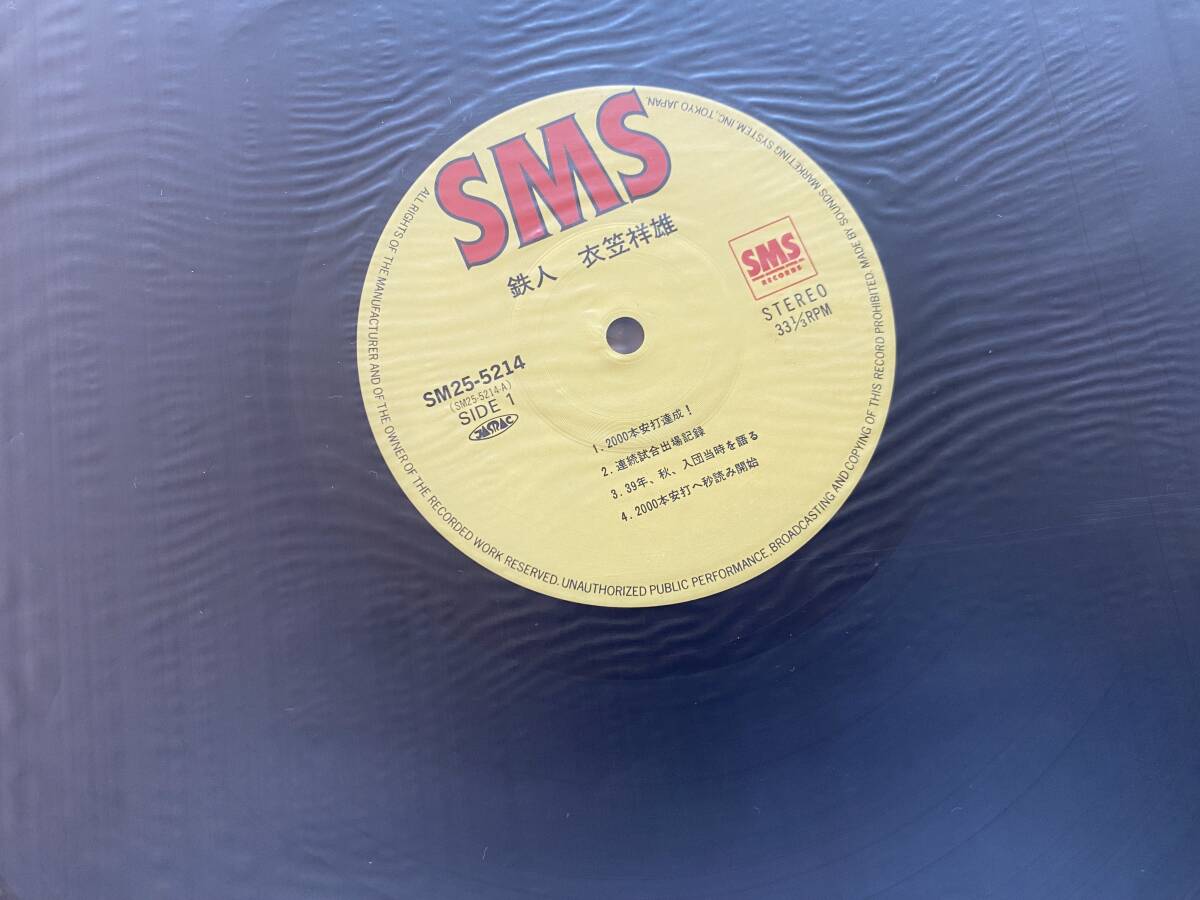 SMS
鉄人 衣笠祥雄
SMS
RECORDS
STEREO
33 1/3 RPM
SM25-5214
(SM25-5214-A)
SIDE 1
JASRAC
1. 2000本安打達成!
2. 連続試合出場記録
3. 39年、秋、入団当時を語る
4. 2000本安打へ秒読み開始
ALL RIGHTS OF THE MANUFACTURER AND OF THE OWNER OF THE RECORDED WORK RESERVED. UNAUTHORIZED PUBLIC PERFORMANCE, BROADCASTING AND COPYING OF THIS RECORD PROHIBITED. MADE BY SOUNDS MARKETING SYSTEM, INC. TOKYO JAPAN.